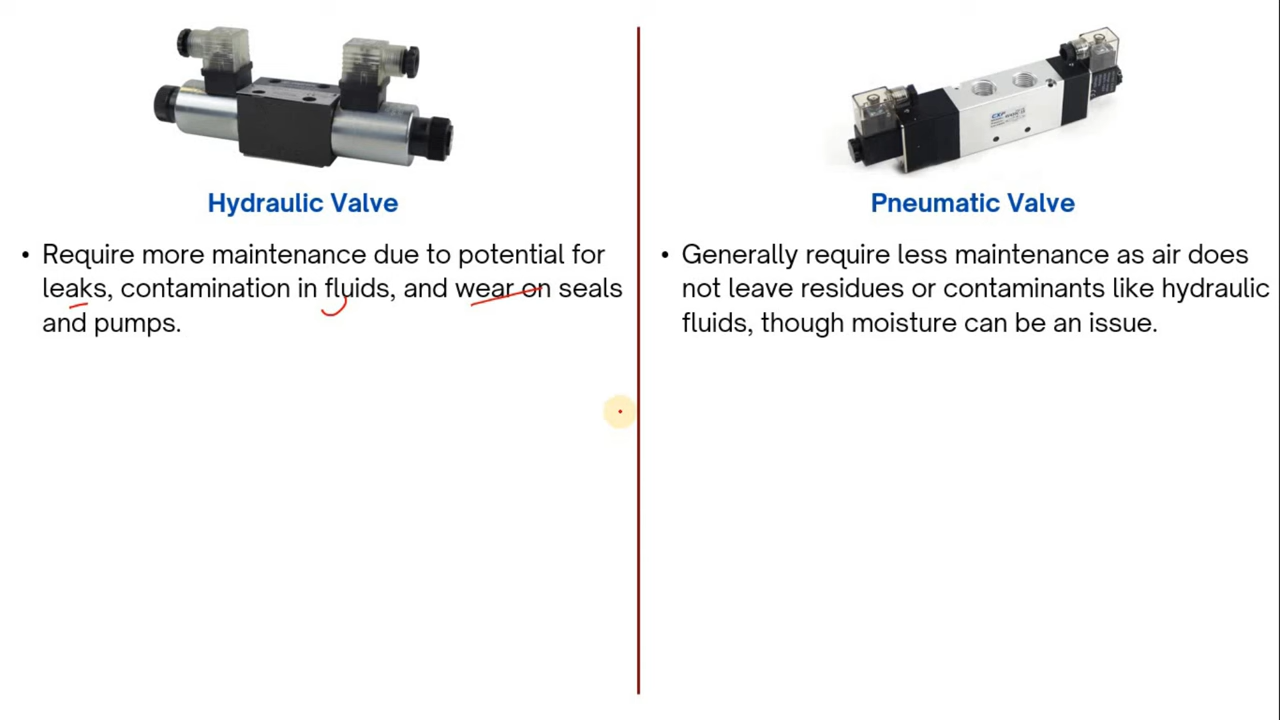 Hydraulic Valve
• Require more maintenance due to potential for
leaks, contamination in fluids, and wear on seals
and pumps.
Pneumatic Valve
• Generally require less maintenance as air does
not leave residues or contaminants like hydraulic
fluids, though moisture can be an issue.